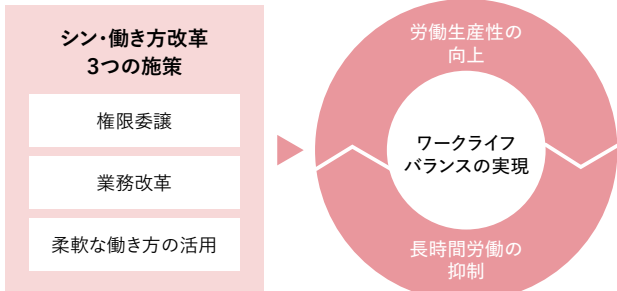 シン・働き方改革
3つの施策
権限委譲
業務改革
柔軟な働き方の活用
労働生産性の
向上
ワークライフ
バランスの実現
長時間労働の
抑制